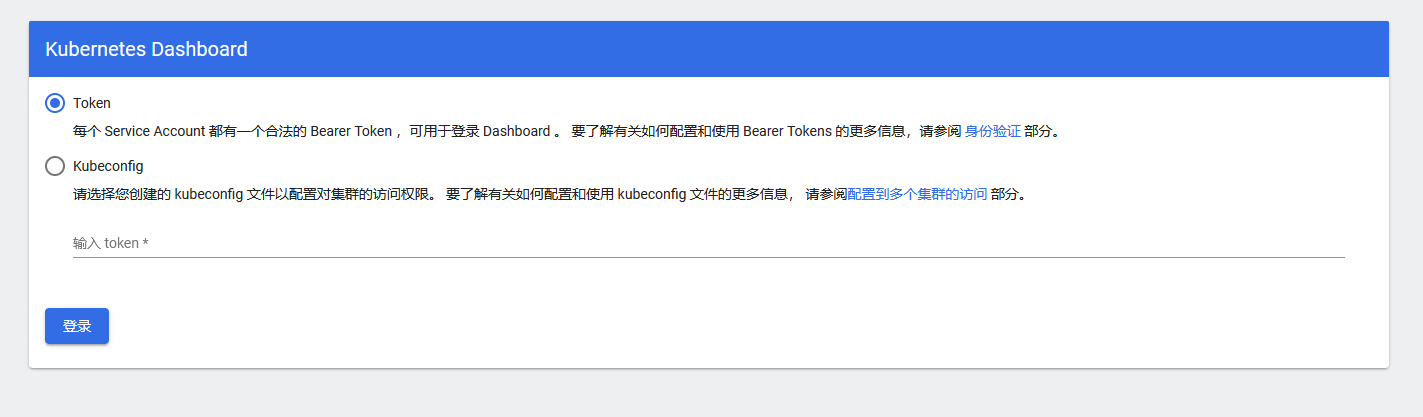 Kubernetes Dashboard
Token
每个 Service Account 都有一个合法的 Bearer Token ，可用于登录 Dashboard 。 要了解有关如何配置和使用 Bearer Tokens 的更多信息，请参阅 身份验证 部分。
Kubeconfig
请选择您创建的 kubeconfig 文件以配置对集群的访问权限。 要了解有关如何配置和使用 kubeconfig 文件的更多信息， 请参阅配置到多个集群的访问 部分。
输入 token *
登录